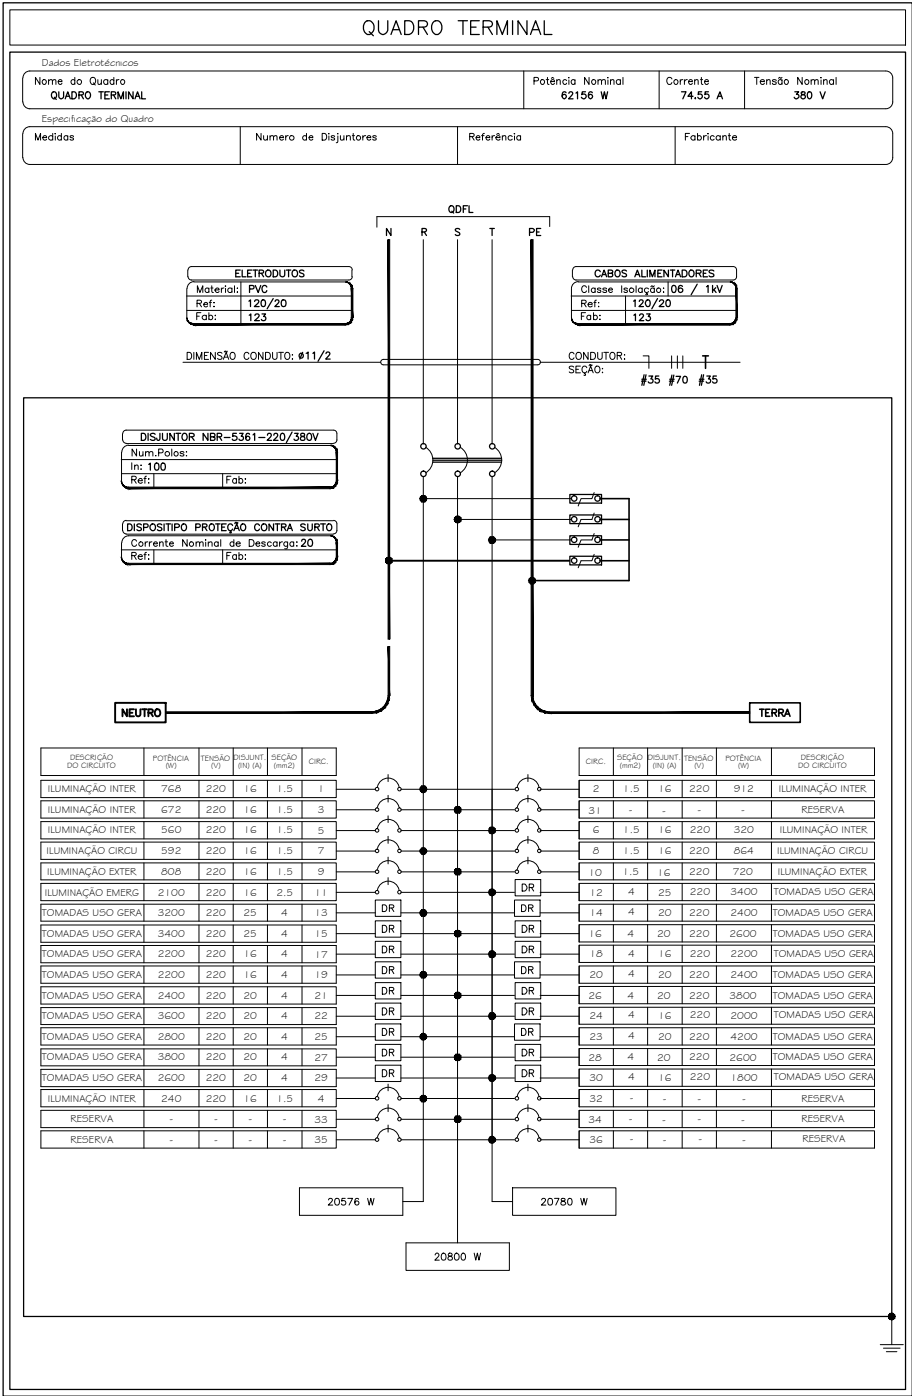 QUADRO TERMINAL
Dados Eletrotécnicos
Nome do Quadro Potência Nominal Corrente Tensão Nominal
QUADRO TERMINAL 62156 W 74.55 A 380 V
Especificação do Quadro
Medidas Numero de Disjuntores Referência Fabricante
QDFL
N R S T PE
ELETRODUTOS
Material: PVC
Ref: 120/20
Fab: 123
CABOS ALIMENTADORES
Classe Isolação: 06 / 1kV
Ref: 120/20
Fab: 123
DIMENSÃO CONDUTO: ø11/2
CONDUTOR:
SEÇÃO: #35 #70 #35
DISJUNTOR NBR-5361-220/380V
Num.Polos:
In: 100
Ref: Fab:
DISPOSITIPO PROTEÇÃO CONTRA SURTO
Corrente Nominal de Descarga: 20
Ref: Fab:
NEUTRO TERRA
DESCRIÇÃO DO CIRCUITO POTÊNCIA (W) TENSÃO (V) DISJUNT. (IN) (A) SEÇÃO (mm2) CIRC. CIRC. SEÇÃO (mm2) DISJUNT. (IN) (A) TENSÃO (V) POTÊNCIA (W) DESCRIÇÃO DO CIRCUITO
ILUMINAÇÃO INTER 768 220 16 1.5 1 2 1.5 16 220 912 ILUMINAÇÃO INTER
ILUMINAÇÃO INTER 672 220 16 1.5 3 31 - - - - RESERVA
ILUMINAÇÃO INTER 560 220 16 1.5 5 6 1.5 16 220 320 ILUMINAÇÃO INTER
ILUMINAÇÃO CIRCU 592 220 16 1.5 7 8 1.5 16 220 864 ILUMINAÇÃO CIRCU
ILUMINAÇÃO EXTER 808 220 16 1.5 9 10 1.5 16 220 720 ILUMINAÇÃO EXTER
ILUMINAÇÃO EMERG 2100 220 16 2.5 11 DR 12 4 25 220 3400 TOMADAS USO GERA
TOMADAS USO GERA 3200 220 25 4 13 DR DR 14 4 20 220 2400 TOMADAS USO GERA
TOMADAS USO GERA 3400 220 25 4 15 DR DR 16 4 20 220 2600 TOMADAS USO GERA
TOMADAS USO GERA 2200 220 16 4 17 DR DR 18 4 16 220 2200 TOMADAS USO GERA
TOMADAS USO GERA 2200 220 16 4 19 DR DR 20 4 20 220 2400 TOMADAS USO GERA
TOMADAS USO GERA 2400 220 20 4 21 DR DR 26 4 20 220 3800 TOMADAS USO GERA
TOMADAS USO GERA 3600 220 20 4 22 DR DR 24 4 16 220 2000 TOMADAS USO GERA
TOMADAS USO GERA 2800 220 20 4 25 DR DR 23 4 20 220 4200 TOMADAS USO GERA
TOMADAS USO GERA 3800 220 20 4 27 DR DR 28 4 20 220 2600 TOMADAS USO GERA
TOMADAS USO GERA 2600 220 20 4 29 DR DR 30 4 16 220 1800 TOMADAS USO GERA
ILUMINAÇÃO INTER 240 220 16 1.5 4 32 - - - - RESERVA
RESERVA - - - - 33 34 - - - - RESERVA
RESERVA - - - - 35 36 - - - - RESERVA
20576 W 20780 W
20800 W